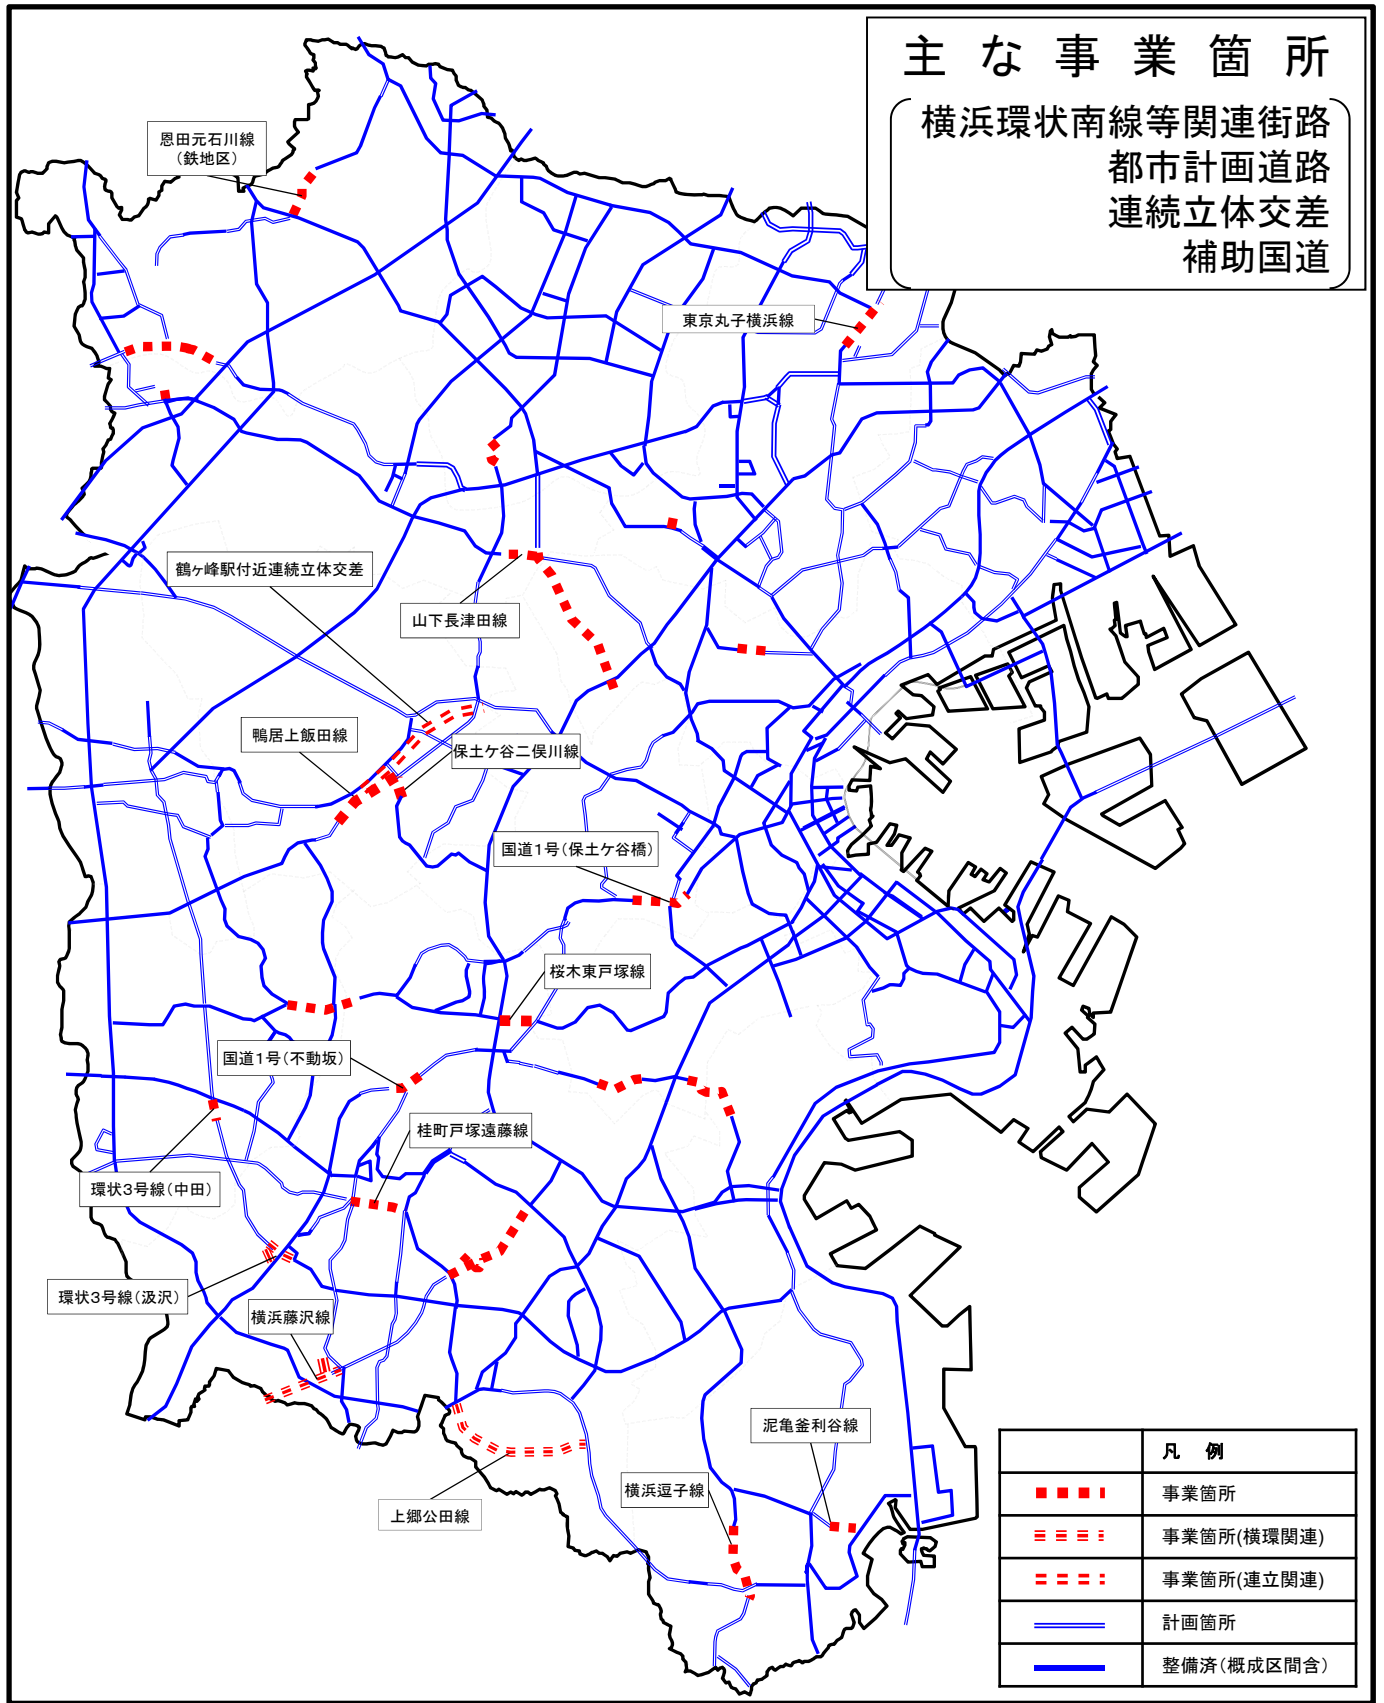 主な事業箇所
横浜環状南線等関連街路
都市計画道路
連続立体交差
補助国道
恩田元石川線
(鉄地区)
東京丸子横浜線
鶴ヶ峰駅付近連続立体交差
山下長津田線
鴨居上飯田線
保土ケ谷二俣川線
国道1号(保土ケ谷橋)
桜木東戸塚線
国道1号(不動坂)
桂町戸塚遠藤線
環状3号線(中田)
環状3号線(汲沢)
横浜藤沢線
泥亀釜利谷線
横浜逗子線
上郷公田線
凡 例
事業箇所
事業箇所(横環関連)
事業箇所(連立関連)
計画箇所
整備済(概成区間含)